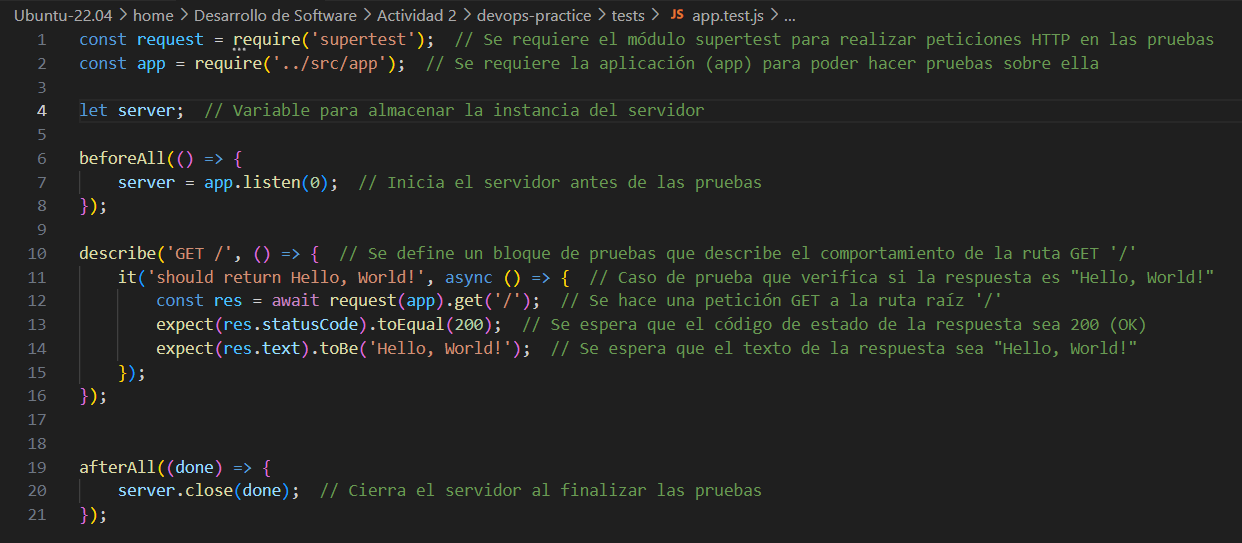 Ubuntu-22.04 > home > Desarrollo de Software > Actividad 2 > devops-practice > tests > JS app.test.js > ...
1 const request = require('supertest');  // Se requiere el módulo supertest para realizar peticiones HTTP en las pruebas
2 const app = require('../src/app');  // Se requiere la aplicación (app) para poder hacer pruebas sobre ella
3
4 let server;  // Variable para almacenar la instancia del servidor
5
6 beforeAll(() => {
7     server = app.listen(0);  // Inicia el servidor antes de las pruebas
8 });
9
10 describe('GET /', () => {  // Se define un bloque de pruebas que describe el comportamiento de la ruta GET '/'
11     it('should return Hello, World!', async () => {  // Caso de prueba que verifica si la respuesta es "Hello, World!"
12         const res = await request(app).get('/');  // Se hace una petición GET a la ruta raíz '/'
13         expect(res.statusCode).toEqual(200);  // Se espera que el código de estado de la respuesta sea 200 (OK)
14         expect(res.text).toBe('Hello, World!');  // Se espera que el texto de la respuesta sea "Hello, World!"
15     });
16 });
17
18
19 afterAll((done) => {
20     server.close(done);  // Cierra el servidor al finalizar las pruebas
21 });